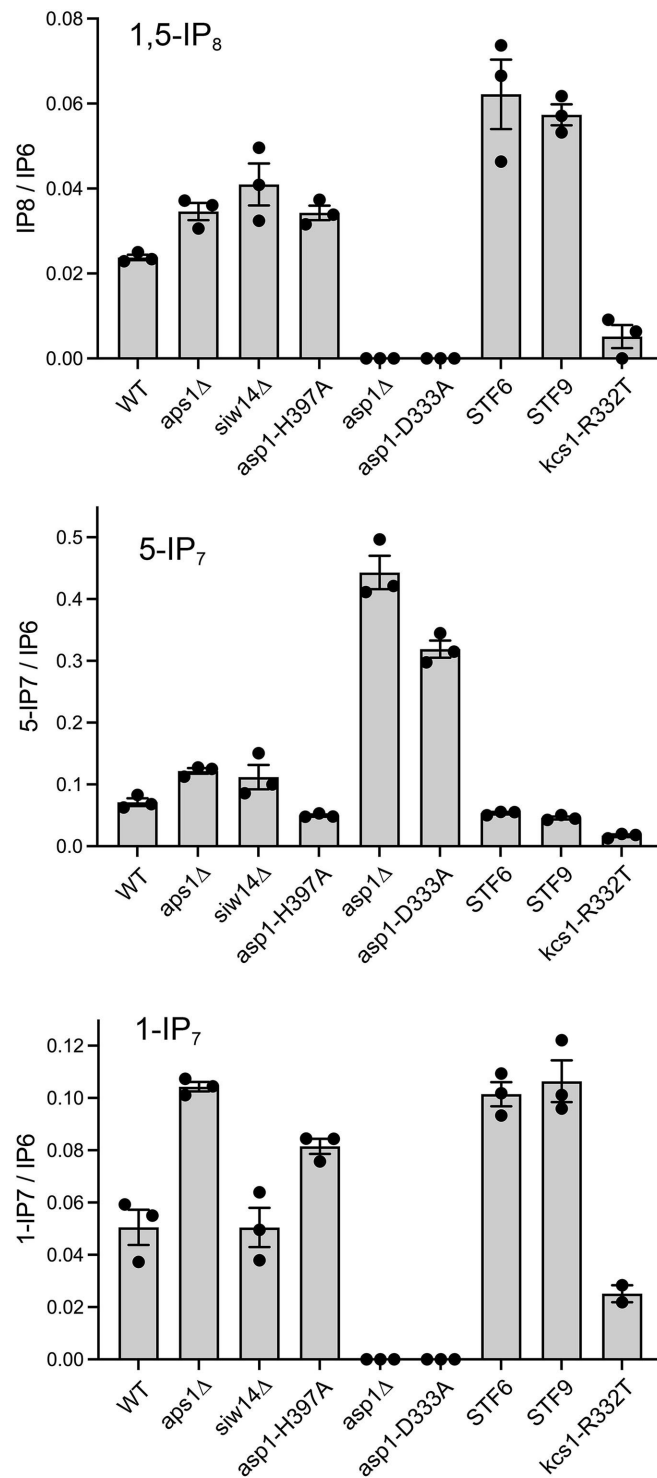 1,5-IP8
IP8 / IP6
0.08
0.06
0.04
0.02
0.00
WT
aps1Δ
siw14Δ
asp1-H397A
asp1Δ
asp1-D333A
STF6
STF9
kcs1-R332T
5-IP7
5-IP7 / IP6
0.5
0.4
0.3
0.2
0.1
0.0
WT
aps1Δ
siw14Δ
asp1-H397A
asp1Δ
asp1-D333A
STF6
STF9
kcs1-R332T
1-IP7
1-IP7 / IP6
0.12
0.10
0.08
0.06
0.04
0.02
0.00
WT
aps1Δ
siw14Δ
asp1-H397A
asp1Δ
asp1-D333A
STF6
STF9
kcs1-R332T